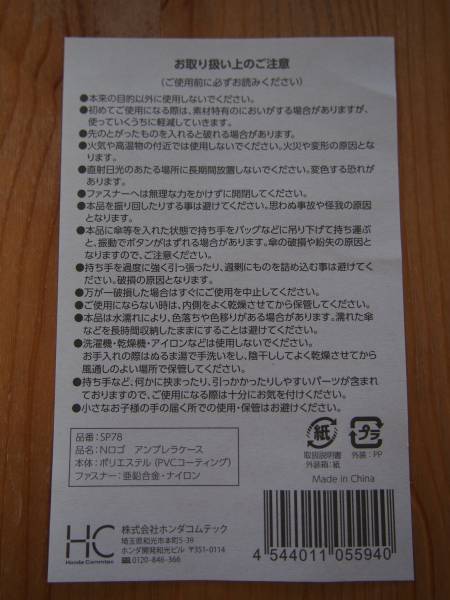 お取り扱い上のご注意
(ご使用前に必ずお読みください)
●本来の目的以外に使用しないでください。
●初めてご使用になる際は、素材特有のにおいがする場合がありますが、
使っていくうちに軽減していきます。
●先のとがったものを入れると破れる場合があります。
●火気や高温物の付近では使用しないでください。火災や変形の原因とな
ります。
●直射日光のあたる場所に長期間放置しないでください。変色する恐れが
あります。
●ファスナーへは無理な力をかけずに開閉してください。
●本品を振り回したりする事は避けてください。思わぬ事故や怪我の原因
となります。
●本品に傘等を入れた状態で持ち手をバッグなどに吊り下げて持ち運ぶ
と、振動でボタンがはずれる場合があります。傘の破損や紛失の原因と
なりますので、ご注意ください。
●持ち手を過度に強く引っ張ったり、過剰にものを詰め込む事は避けてく
ださい。破損の原因となります。
●万が一破損した場合はすぐにご使用を中止してください。
●ご使用にならない時は、内側をよく乾燥させてから保管してください。
●本品は水濡れにより、色落ちや色移りがある場合があります。濡れた傘
などを長時間収納したままにすることは避けてください。
●洗濯機・乾燥機・アイロンなどは使用しないでください。
お手入れの際はぬるま湯で手洗いをし、陰干ししてよく乾燥させてから
風通しのよい場所で保管してください。
●持ち手など、何かに挟まったり、引っかかったりしやすいパーツが含まれ
ておりますので、ご使用になる際は十分にお気を付けください。
●小さなお子様の手の届く所での使用・保管はお避けください。
品番:SP78
品名:Nロゴ アンブレラケース
本体:ポリエステル(PVCコーティング)
ファスナー:亜鉛合金・ナイロン
紙
取扱説明書
外装箱:紙
プラ
外装:PP
Made in China
HC
Honda Commtec
株式会社ホンダコムテック
埼玉県和光市本町5-39
ホンダ開発和光ビル 〒351-0114
0120-846-366
4 544011 055940